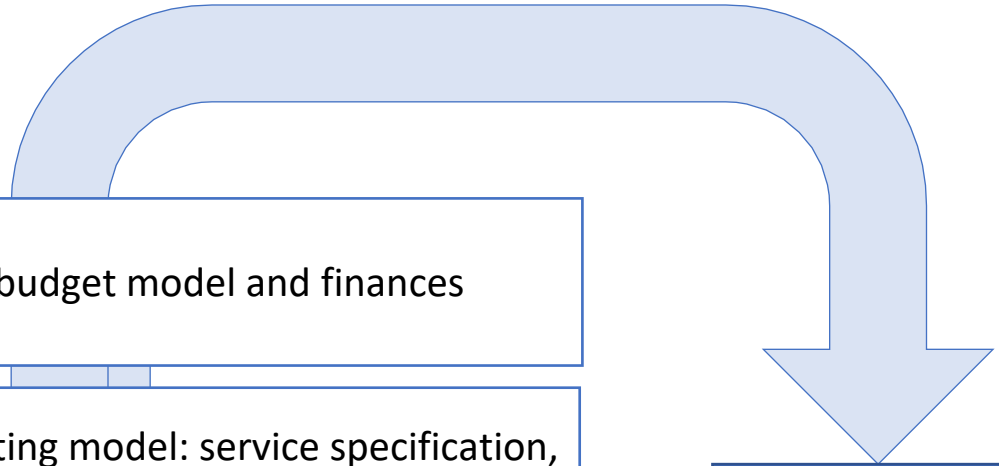 budget model and finances
ting model: service specification,